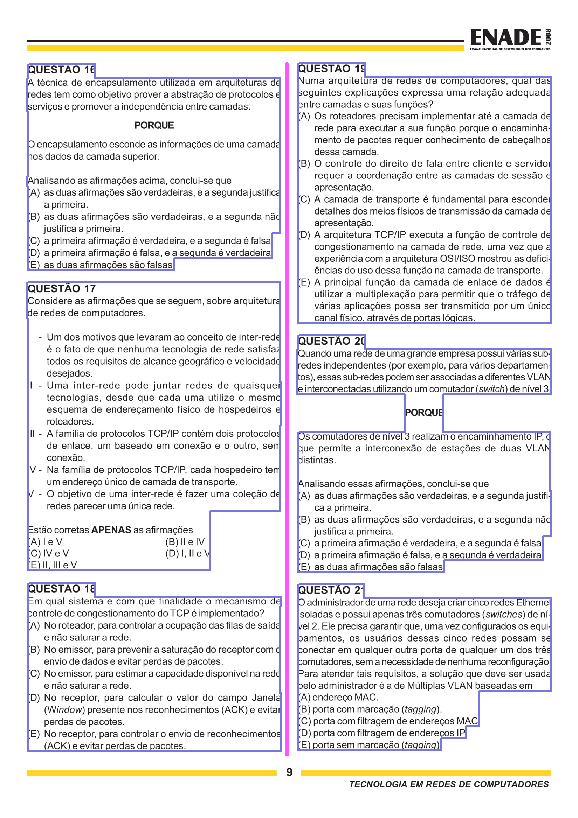 ENADE 2008
EXAME NACIONAL DE DESEMPENHO DOS ESTUDANTES
QUESTÃO 16
A técnica de encapsulamento utilizada em arquiteturas de
redes tem como objetivo prover a abstração de protocolos e
serviços e promover a independência entre camadas.
PORQUE
O encapsulamento esconde as informações de uma camada
nos dados da camada superior.
Analisando as afirmações acima, conclui-se que
(A) as duas afirmações são verdadeiras, e a segunda justifica
a primeira.
(B) as duas afirmações são verdadeiras, e a segunda não
justifica a primeira.
(C) a primeira afirmação é verdadeira, e a segunda é falsa.
(D) a primeira afirmação é falsa, e a segunda é verdadeira.
(E) as duas afirmações são falsas.
QUESTÃO 17
Considere as afirmações que se seguem, sobre arquitetura
de redes de computadores.
I - Um dos motivos que levaram ao conceito de inter-rede
é o fato de que nenhuma tecnologia de rede satisfaz
todos os requisitos de alcance geográfico e velocidade
desejados.
II - Uma inter-rede pode juntar redes de quaisquer
tecnologias, desde que cada uma utilize o mesmo
esquema de endereçamento físico de hospedeiros e
roteadores.
III - A família de protocolos TCP/IP contém dois protocolos
de enlace, um baseado em conexão e o outro, sem
conexão.
IV - Na família de protocolos TCP/IP, cada hospedeiro tem
um endereço único de camada de transporte.
V - O objetivo de uma inter-rede é fazer uma coleção de
redes parecer uma única rede.
Estão corretas APENAS as afirmações
(A) I e V (B) II e IV
(C) IV e V (D) I, II e V
(E) II, III e V
QUESTÃO 18
Em qual sistema e com que finalidade o mecanismo de
controle de congestionamento do TCP é implementado?
(A) No roteador, para controlar a ocupação das filas de saída
e não saturar a rede.
(B) No emissor, para prevenir a saturação do receptor com o
envio de dados e evitar perdas de pacotes.
(C) No emissor, para estimar a capacidade disponível na rede
e não saturar a rede.
(D) No receptor, para calcular o valor do campo Janela
(Window) presente nos reconhecimentos (ACK) e evitar
perdas de pacotes.
(E) No receptor, para controlar o envio de reconhecimentos
(ACK) e evitar perdas de pacotes.
QUESTÃO 19
Numa arquitetura de redes de computadores, qual das
seguintes explicações expressa uma relação adequada
entre camadas e suas funções?
(A) Os roteadores precisam implementar até a camada de
rede para executar a sua função porque o encaminha-
mento de pacotes requer conhecimento de cabeçalhos
dessa camada.
(B) O controle do direito de fala entre cliente e servidor
requer a coordenação entre as camadas de sessão e
apresentação.
(C) A camada de transporte é fundamental para esconder
detalhes dos meios físicos de transmissão da camada de
apresentação.
(D) A arquitetura TCP/IP executa a função de controle de
congestionamento na camada de rede, uma vez que a
experiência com a arquitetura OSI/ISO mostrou as defici-
ências do uso dessa função na camada de transporte.
(E) A principal função da camada de enlace de dados é
utilizar a multiplexação para permitir que o tráfego de
várias aplicações possa ser transmitido por um único
canal físico, através de portas lógicas.
QUESTÃO 20
Quando uma rede de uma grande empresa possui várias sub-
redes independentes (por exemplo, para vários departamen-
tos), essas sub-redes podem ser associadas a diferentes VLAN
e interconectadas utilizando um comutador (switch) de nível 3
PORQUE
Os comutadores de nível 3 realizam o encaminhamento IP, o
que permite a interconexão de estações de duas VLAN
distintas.
Analisando essas afirmações, conclui-se que
(A) as duas afirmações são verdadeiras, e a segunda justifi-
ca a primeira.
(B) as duas afirmações são verdadeiras, e a segunda não
justifica a primeira.
(C) a primeira afirmação é verdadeira, e a segunda é falsa.
(D) a primeira afirmação é falsa, e a segunda é verdadeira.
(E) as duas afirmações são falsas.
QUESTÃO 21
O administrador de uma rede deseja criar cinco redes Ethernet
isoladas e possui apenas três comutadores (switches) de ní-
vel 2. Ele precisa garantir que, uma vez configurados os equi-
pamentos, os usuários dessas cinco redes possam se
conectar em qualquer outra porta de qualquer um dos três
comutadores, sem a necessidade de nenhuma reconfiguração.
Para atender tais requisitos, a solução que deve ser usada
pelo administrador é a de Múltiplas VLAN baseadas em
(A) endereço MAC.
(B) porta com marcação (tagging).
(C) porta com filtragem de endereços MAC.
(D) porta com filtragem de endereços IP.
(E) porta sem marcação (tagging).
9
TECNOLOGIA EM REDES DE COMPUTADORES